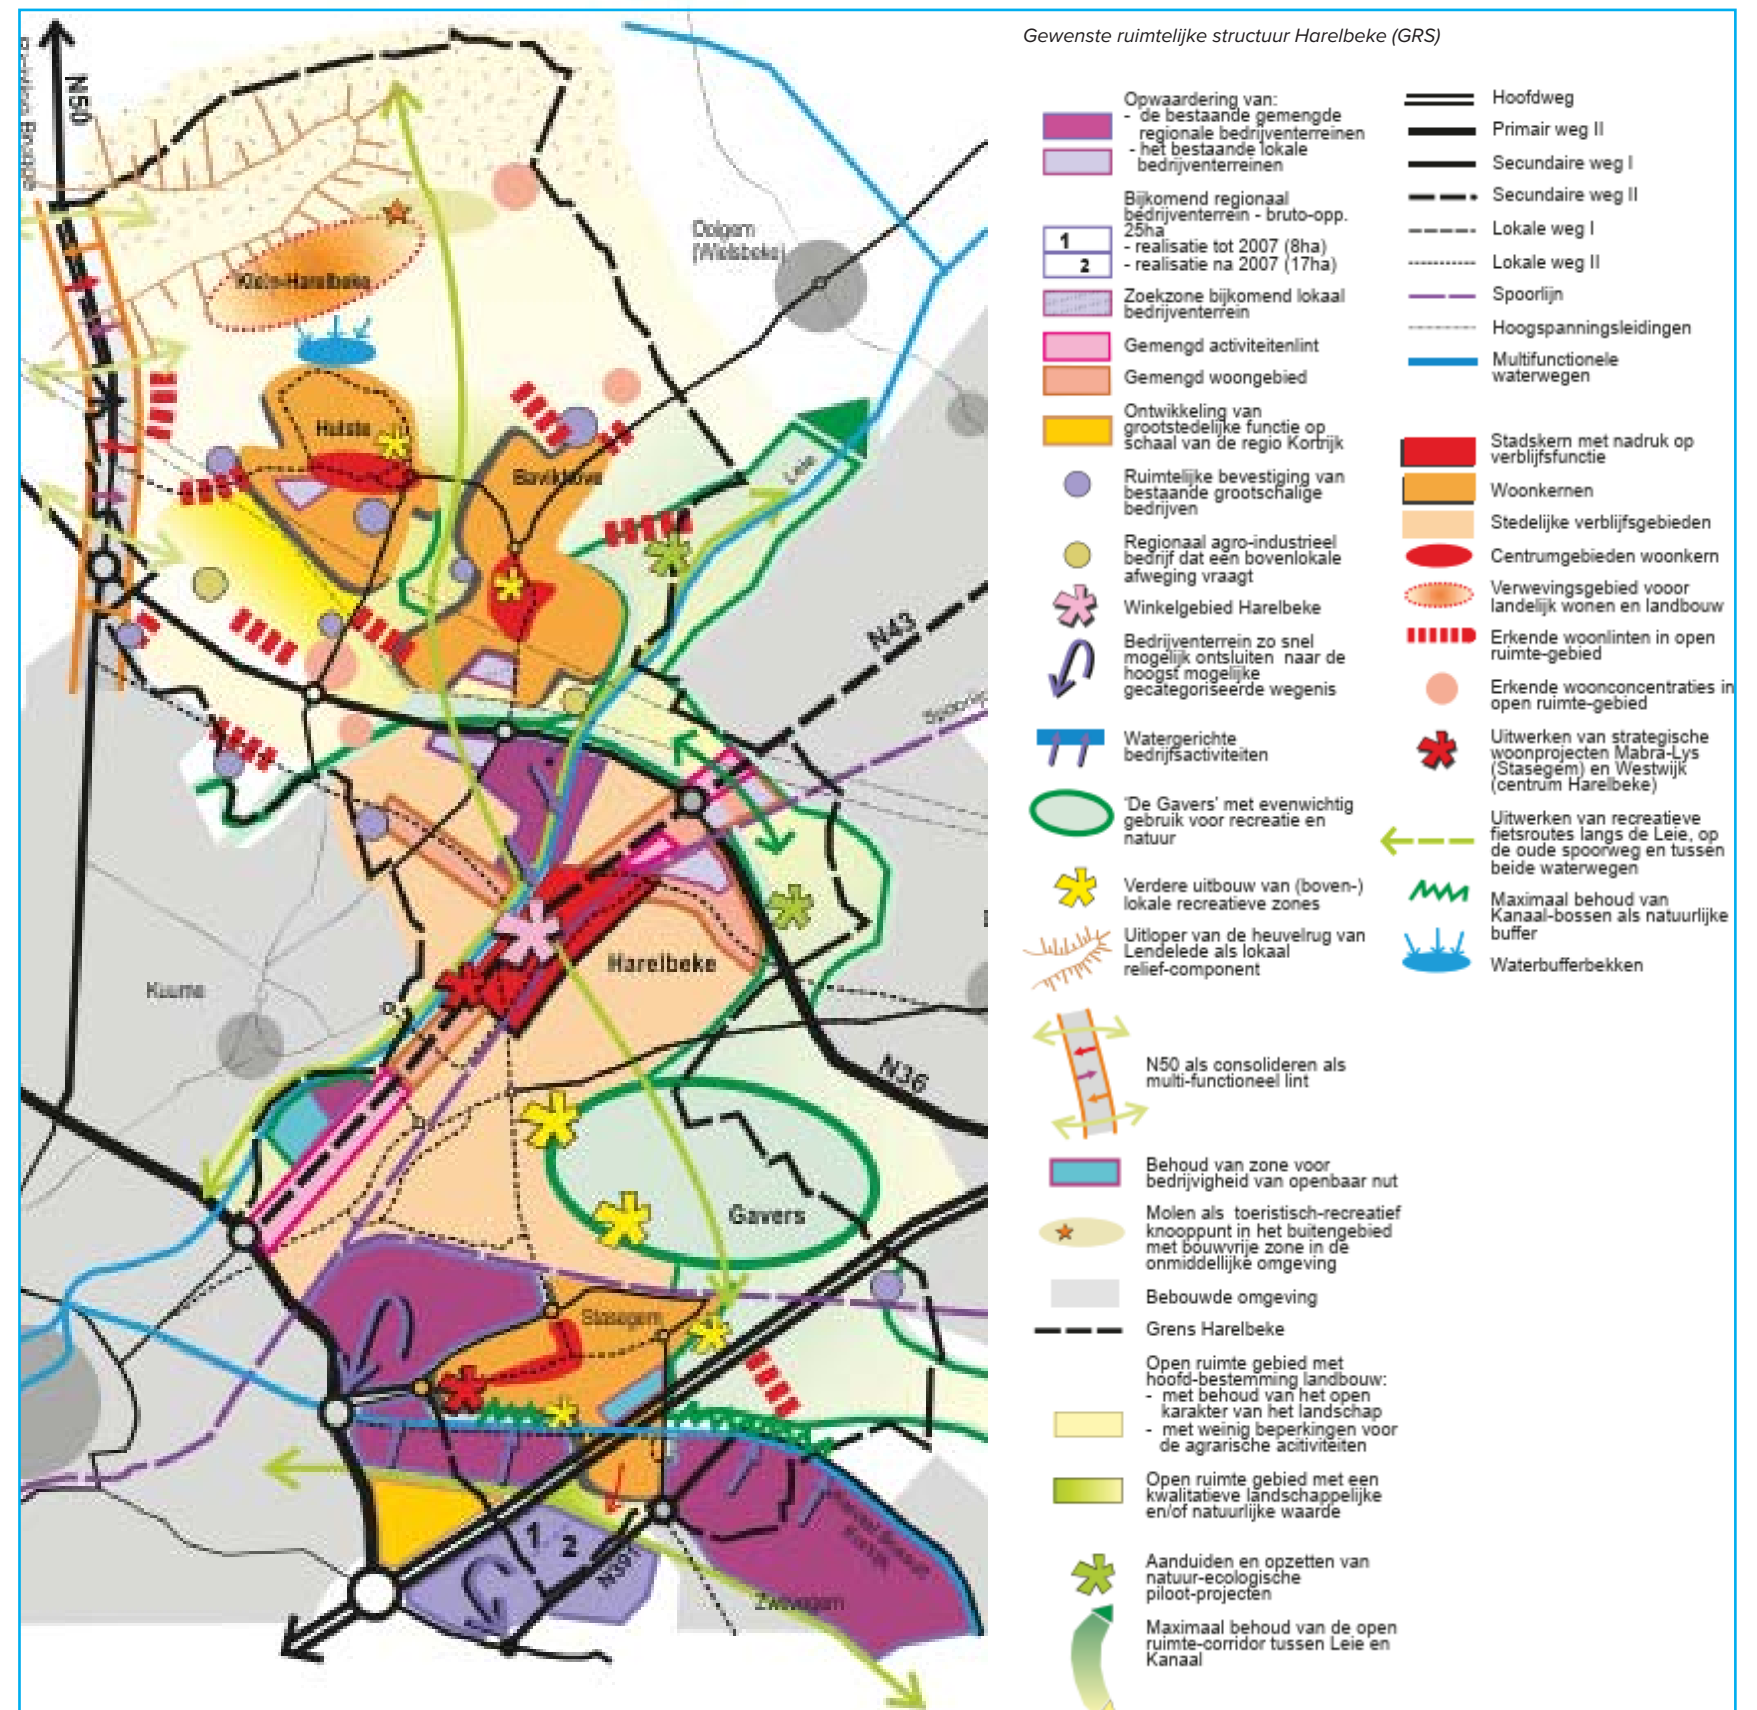 Gewenste ruimtelijke structuur Harelbeke (GRS)
N50
Klein-Harelbeke
Hulste
Bavikhove
Leie
N43
Harelbeke
Kuurne
N36
Gavers
Stasegem
1
2
N391
Zwevegem
Opwaardering van:
- de bestaande gemengde
regionale bedrijventerreinen
- het bestaande lokale
bedrijventerreinen
Bijkomend regionaal
bedrijventerrein - bruto-opp.
25ha
1
- realisatie tot 2007 (8ha)
2
- realisatie na 2007 (17ha)
Zoekzone bijkomend lokaal
bedrijventerrein
Gemengd activiteitenlint
Gemengd woongebied
Ontwikkeling van
grootstedelijke functie op
schaal van de regio Kortrijk
Ruimtelijke bevestiging van
bestaande grootschalige
bedrijven
Regionaal agro-industrieel
bedrijf dat een bovenlokale
afweging vraagt
Winkelgebied Harelbeke
Bedrijventerrein zo snel
mogelijk ontsluiten naar de
hoogst mogelijke
gecategoriseerde wegenis
Watergerichte
bedrijfsactiviteiten
'De Gavers' met evenwichtig
gebruik voor recreatie en
natuur
Verdere uitbouw van (boven-)
lokale recreatieve zones
Uitloper van de heuvelrug van
Lendelede als lokaal
relief-component
N50 als consolideren als
multi-functioneel lint
Behoud van zone voor
bedrijvigheid van openbaar nut
Molen als toeristisch-recreatief
knooppunt in het buitengebied
met bouwvrije zone in de
onmiddellijke omgeving
Bebouwde omgeving
Grens Harelbeke
Open ruimte gebied met
hoofd-bestemming landbouw:
- met behoud van het open
karakter van het landschap
- met weinig beperkingen voor
de agrarische acitiviteiten
Open ruimte gebied met een
kwalitatieve landschappelijke
en/of natuurlijke waarde
Aanduiden en opzetten van
natuur-ecologische
piloot-projecten
Maximaal behoud van de open
ruimte-corridor tussen Leie en
Kanaal
Hoofdweg
Primair weg II
Secundaire weg I
Secundaire weg II
Lokale weg I
Lokale weg II
Spoorlijn
Hoogspanningsleidingen
Multifunctionele
waterwegen
Stadskern met nadruk op
verblijfsfunctie
Woonkernen
Stedelijke verblijfsgebieden
Centrumgebieden woonkern
Verwevingsgebied vooor
landelijk wonen en landbouw
Erkende woonlinten in open
ruimte-gebied
Erkende woonconcentraties in
open ruimte-gebied
Uitwerken van strategische
woonprojecten Mabra-Lys
(Stasegem) en Westwijk
(centrum Harelbeke)
Uitwerken van recreatieve
fietsroutes langs de Leie, op
de oude spoorweg en tussen
beide waterwegen
Maximaal behoud van
Kanaal-bossen als natuurlijke
buffer
Waterbufferbekken